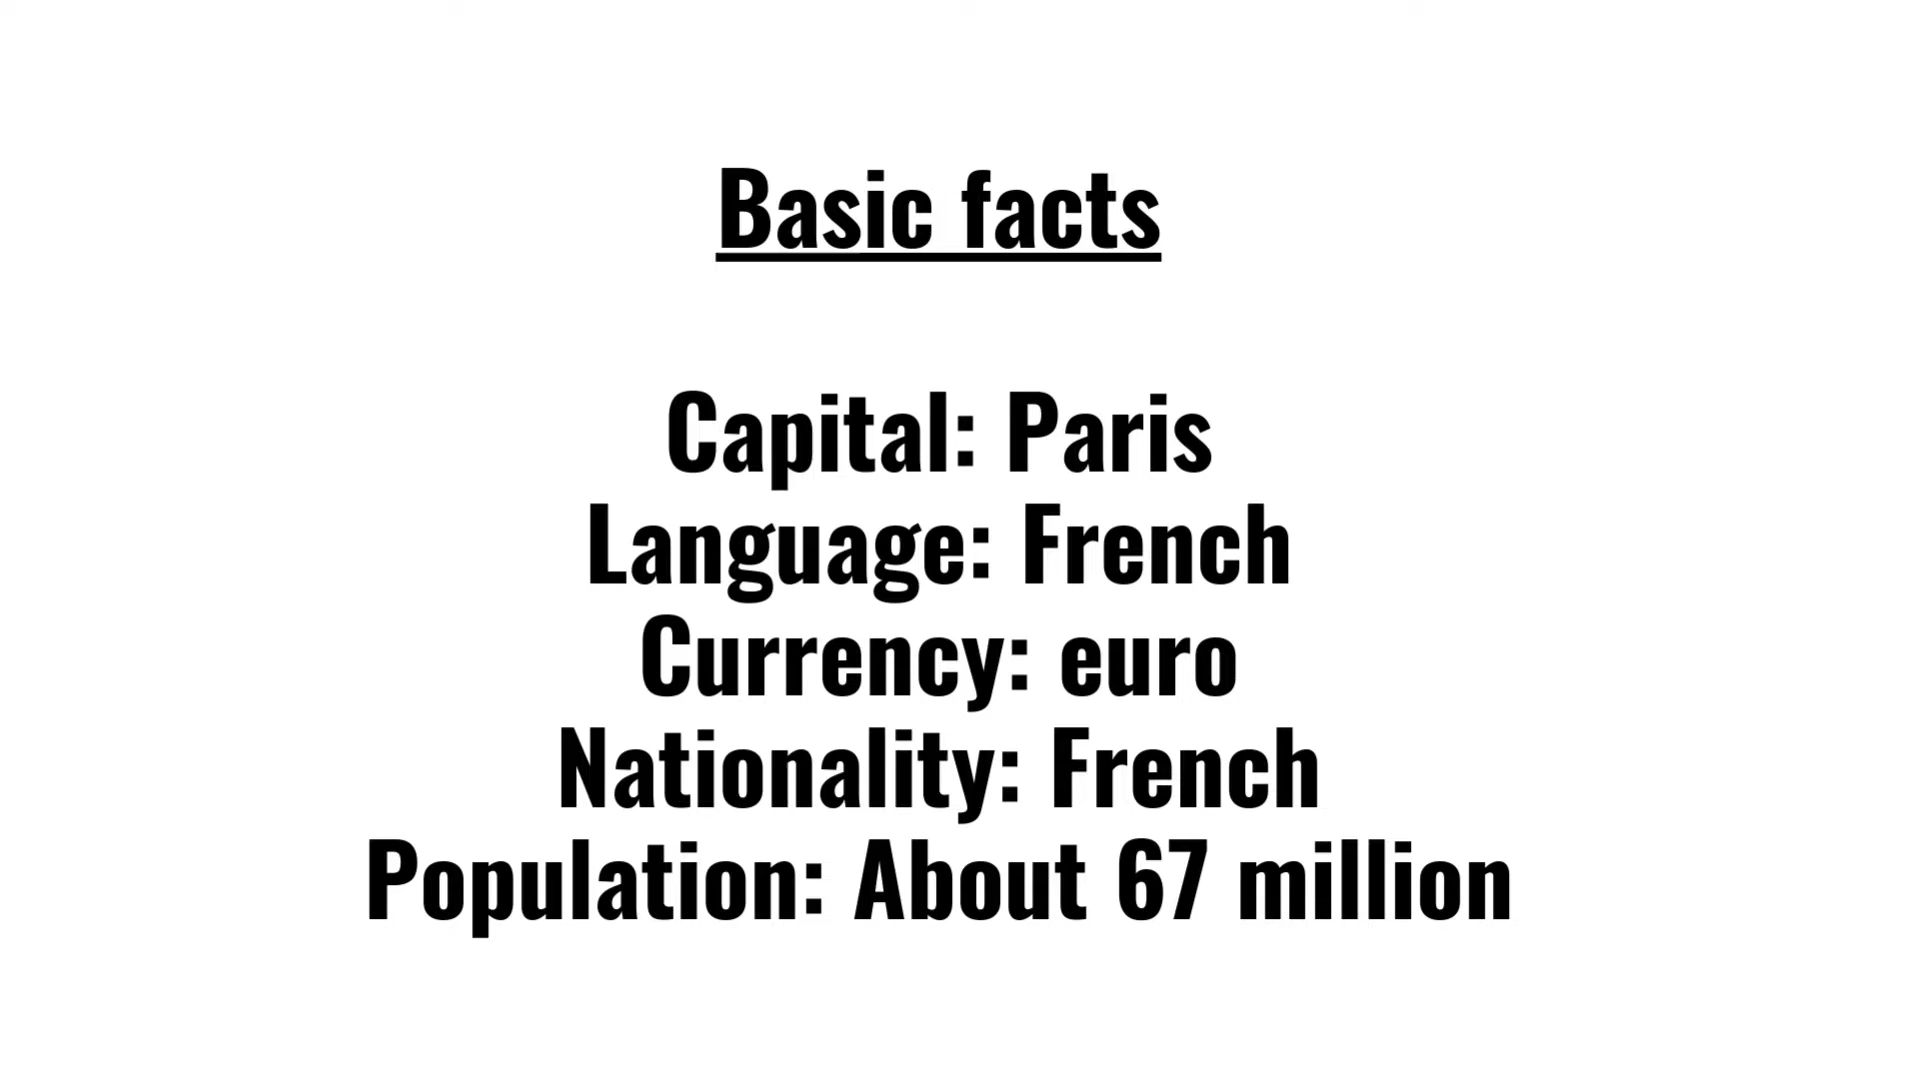 Basic facts
Capital: Paris
Language: French
Currency: euro
Nationality: French
Population: About 67 million